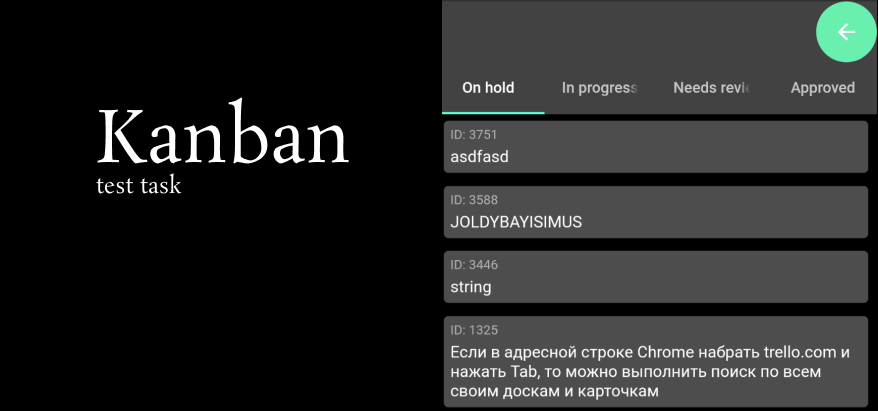 Kanban
test task
On hold
In progress
Needs revi
Approved
ID: 3751
asdfasd
ID: 3588
JOLDYBAYISIMUS
ID: 3446
string
ID: 1325
Если в адресной строке Chrome набрать trello.com и
нажать Tab, то можно выполнить поиск по всем
своим доскам и карточкам